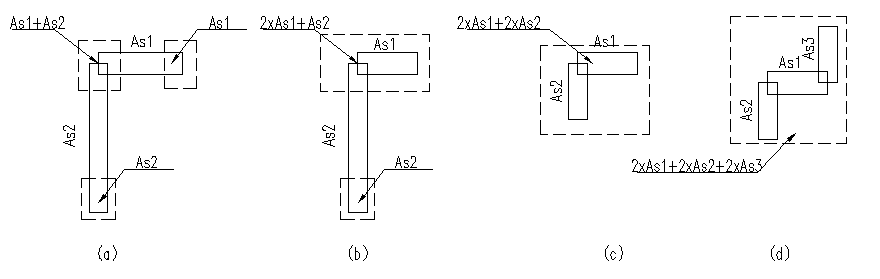 As1+As2
As1
As1
As2
As2
(a)
2xAs1+As2
As1
As2
As2
(b)
2xAs1+2xAs2
As1
As2
(c)
As3
As1
As2
2xAs1+2xAs2+2xAs3
(d)